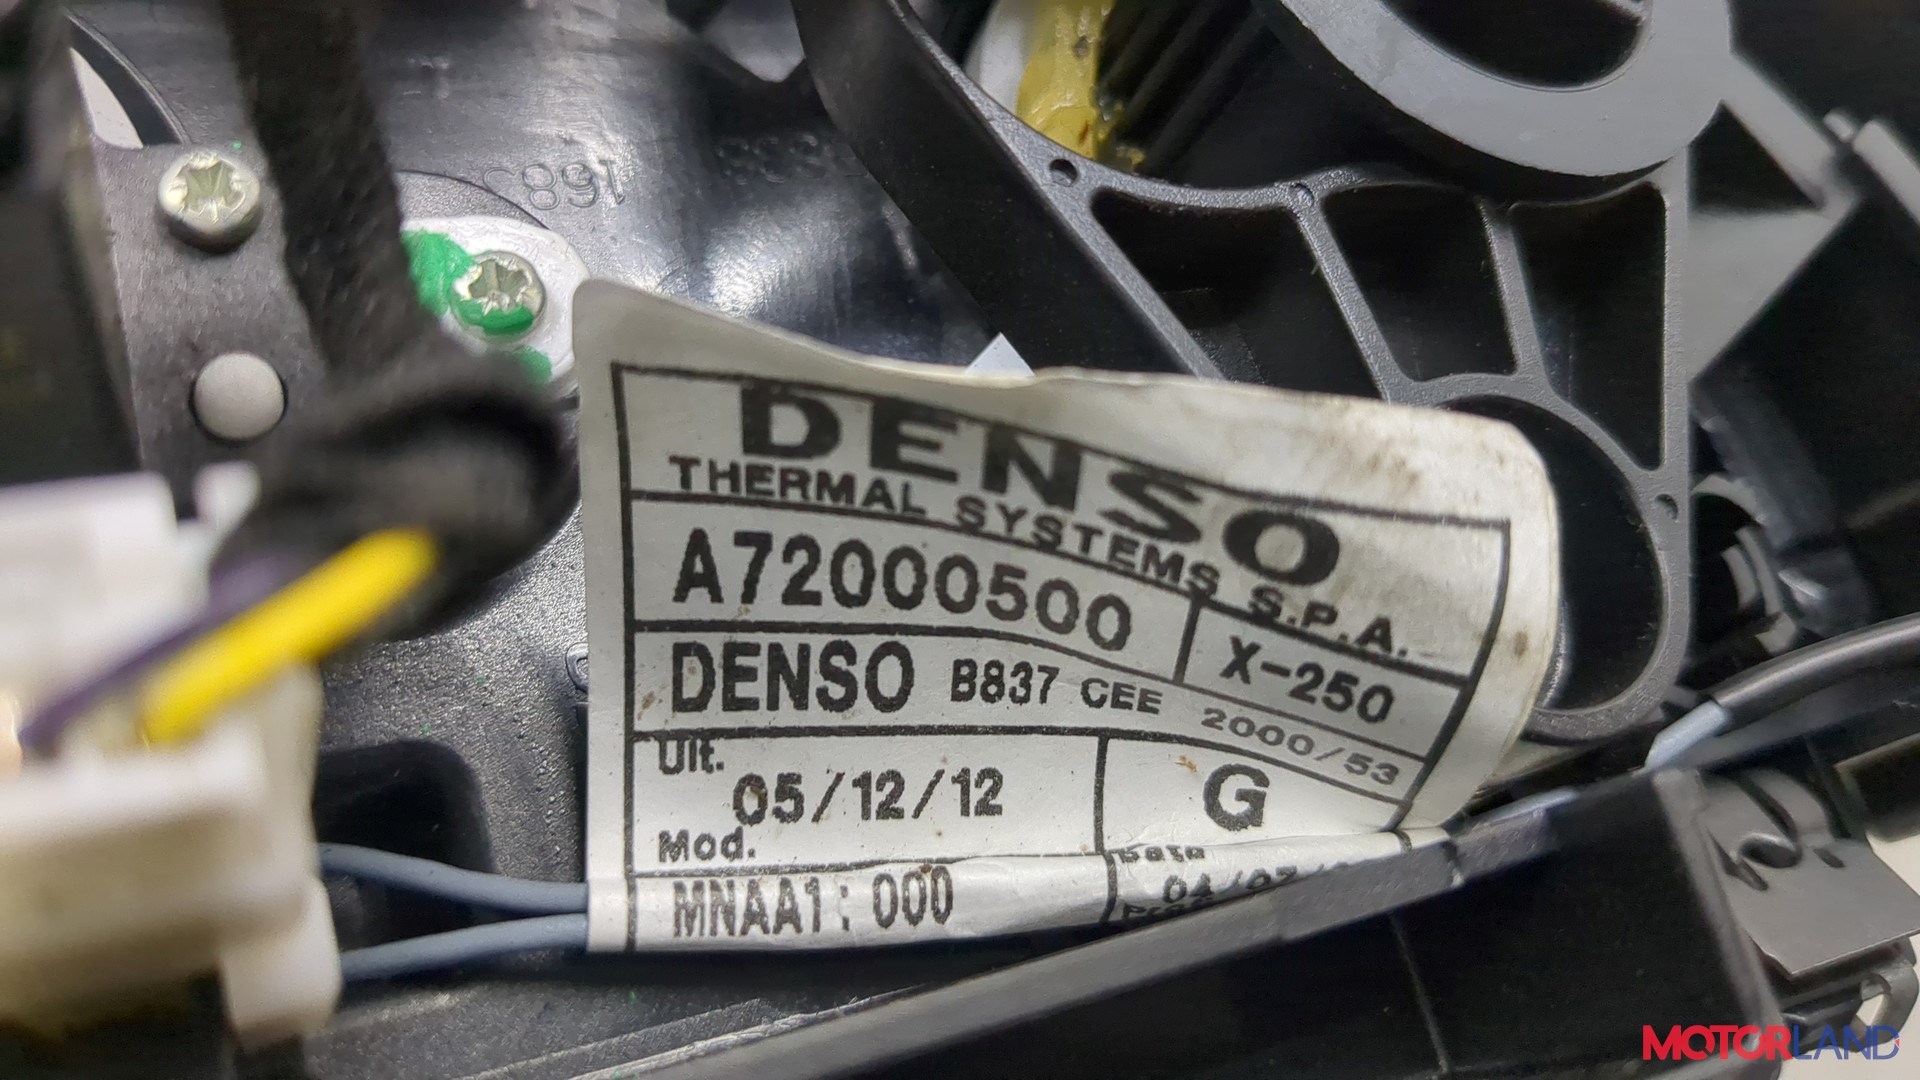 DENSO
THERMAL SYSTEMS S.P.A.
A72000500 X-250
DENSO B837 CEE 2000/53
Ult. 05/12/12 G
Mod.
MNAA1: 000
MOTORLAND